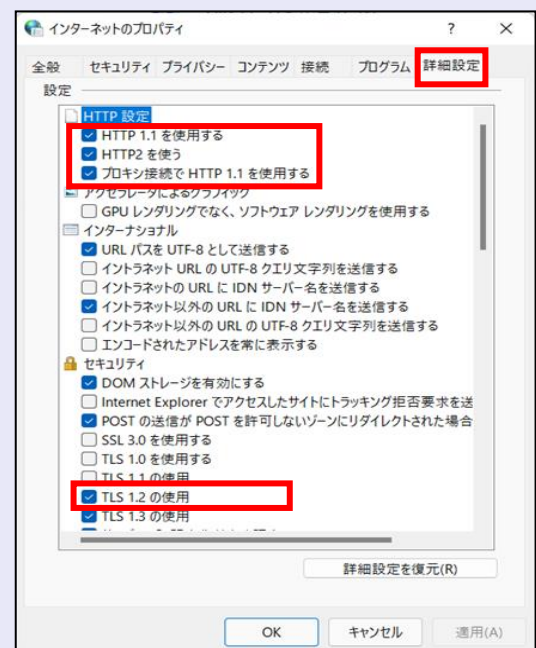 インターネットのプロパティ ? ×
全般 セキュリティ プライバシー コンテンツ 接続 プログラム 詳細設定
設定
HTTP 設定
HTTP 1.1 を使用する
HTTP2 を使う
プロキシ接続で HTTP 1.1 を使用する
アクセラレータによるグラフィック
GPU レンダリングでなく、ソフトウェア レンダリングを使用する
インターナショナル
URL パスを UTF-8 として送信する
イントラネット URL の UTF-8 クエリ文字列を送信する
イントラネットの URL に IDN サーバー名を送信する
イントラネット以外の URL に IDN サーバー名を送信する
イントラネット以外の URL の UTF-8 クエリ文字列を送信する
エンコードされたアドレスを常に表示する
セキュリティ
DOM ストレージを有効にする
Internet Explorer でアクセスしたサイトにトラッキング拒否要求を送
POST の送信が POST を許可しないゾーンにリダイレクトされた場合
SSL 3.0 を使用する
TLS 1.0 を使用する
TLS 1.1 の使用
TLS 1.2 の使用
TLS 1.3 の使用
詳細設定を復元(R)
OK キャンセル 適用(A)